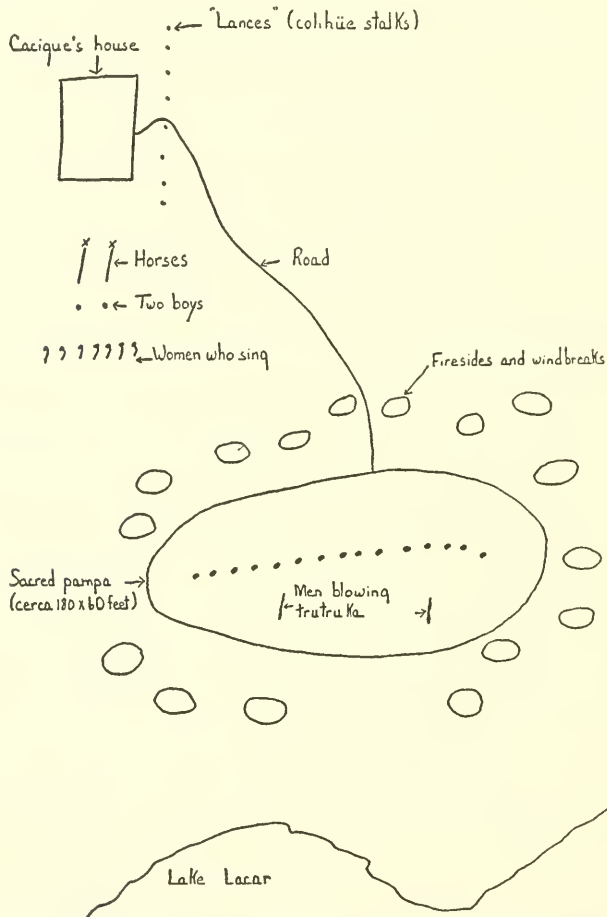 "Lances" (colihüe stalks)
Cacique's house
Horses
Road
Two boys
Women who sing
Firesides and windbreaks
Sacred pampa
(cerca 180 x 60 feet)
Men blowing
trutruka
Lake Lacar